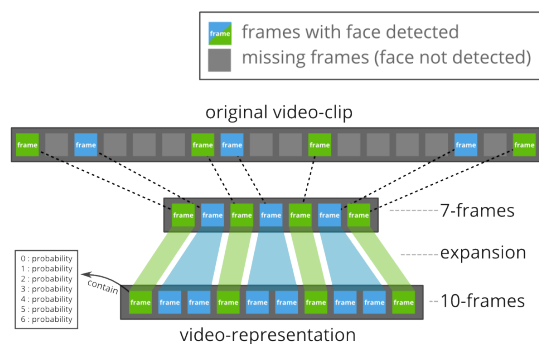 frame frames with face detected
missing frames (face not detected)
original video-clip
frame frame frame frame frame frame frame
frame frame frame frame frame frame frame 7-frames
expansion
0 : probability
1 : probability
2 : probability
3 : probability
4 : probability
5 : probability
6 : probability
contain
frame frame frame frame frame frame frame frame frame frame 10-frames
video-representation